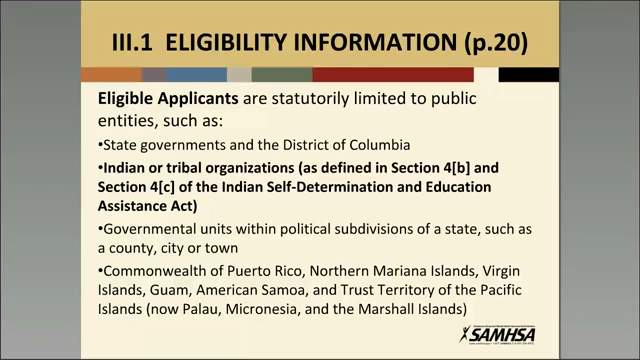 III.1 ELIGIBILITY INFORMATION (p.20)
Eligible Applicants are statutorily limited to public
entities, such as:
•State governments and the District of Columbia
•Indian or tribal organizations (as defined in Section 4[b] and
Section 4[c] of the Indian Self-Determination and Education
Assistance Act)
•Governmental units within political subdivisions of a state, such as
a county, city or town
•Commonwealth of Puerto Rico, Northern Mariana Islands, Virgin
Islands, Guam, American Samoa, and Trust Territory of the Pacific
Islands (now Palau, Micronesia, and the Marshall Islands)
SAMHSA